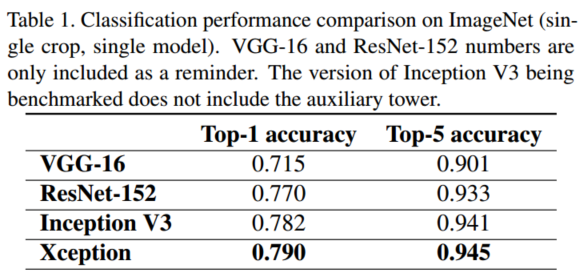 Table 1. Classification performance comparison on ImageNet (sin-
gle crop, single model). VGG-16 and ResNet-152 numbers are
only included as a reminder. The version of Inception V3 being
benchmarked does not include the auxiliary tower.
Top-1 accuracy Top-5 accuracy
VGG-16 0.715 0.901
ResNet-152 0.770 0.933
Inception V3 0.782 0.941
Xception 0.790 0.945